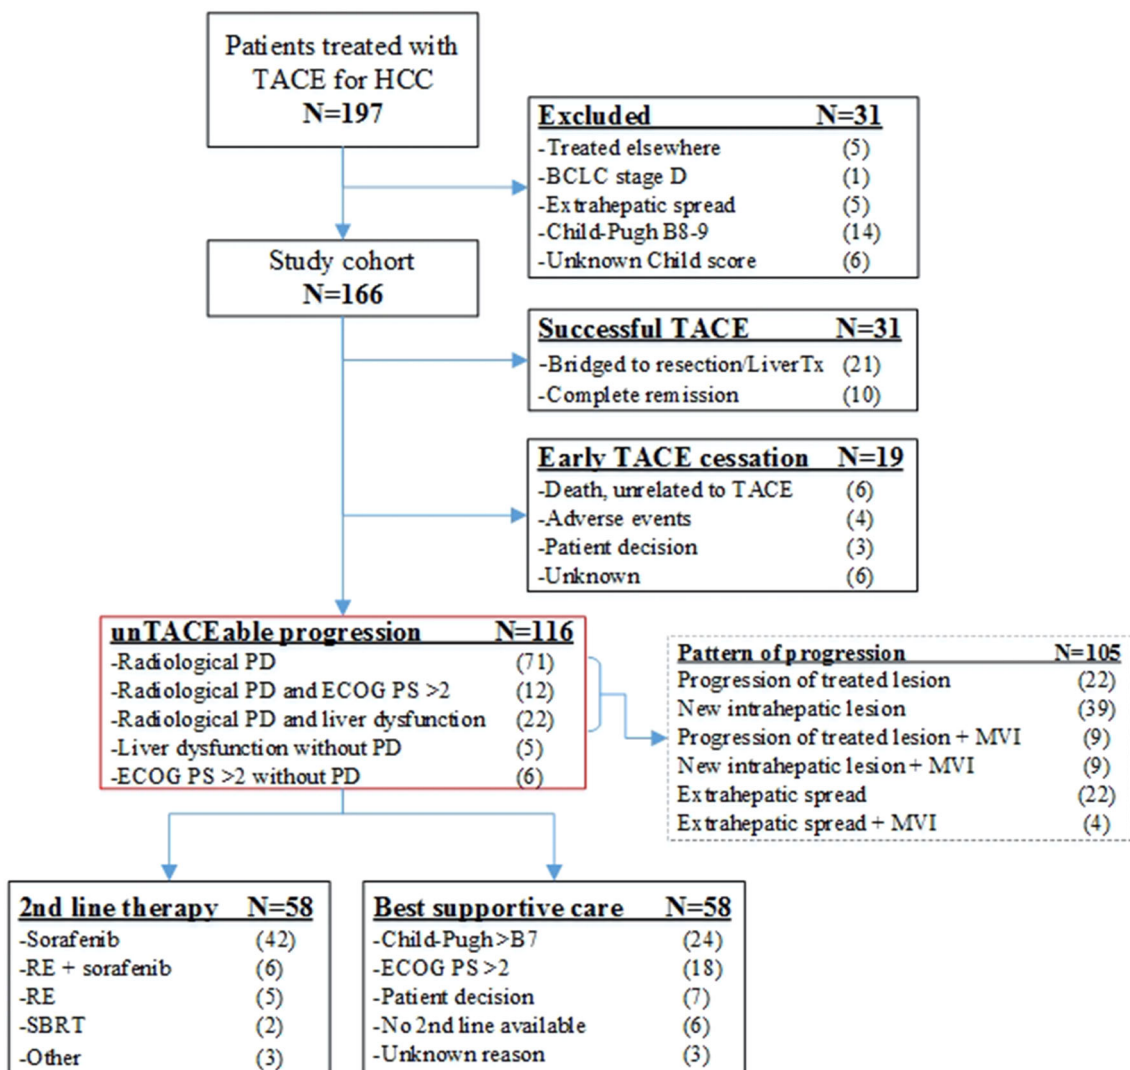 Patients treated with
TACE for HCC
N=197
Excluded N=31
-Treated elsewhere (5)
-BCLC stage D (1)
-Extrahepatic spread (5)
-Child-Pugh B8-9 (14)
-Unknown Child score (6)
Study cohort
N=166
Successful TACE N=31
-Bridged to resection/LiverTx (21)
-Complete remission (10)
Early TACE cessation N=19
-Death, unrelated to TACE (6)
-Adverse events (4)
-Patient decision (3)
-Unknown (6)
unTACEable progression N=116
-Radiological PD (71)
-Radiological PD and ECOG PS >2 (12)
-Radiological PD and liver dysfunction (22)
-Liver dysfunction without PD (5)
-ECOG PS >2 without PD (6)
Pattern of progression N=105
Progression of treated lesion (22)
New intrahepatic lesion (39)
Progression of treated lesion + MVI (9)
New intrahepatic lesion + MVI (9)
Extrahepatic spread (22)
Extrahepatic spread + MVI (4)
2nd line therapy N=58
-Sorafenib (42)
-RE + sorafenib (6)
-RE (5)
-SBRT (2)
-Other (3)
Best supportive care N=58
-Child-Pugh>B7 (24)
-ECOG PS >2 (18)
-Patient decision (7)
-No 2nd line available (6)
-Unknown reason (3)